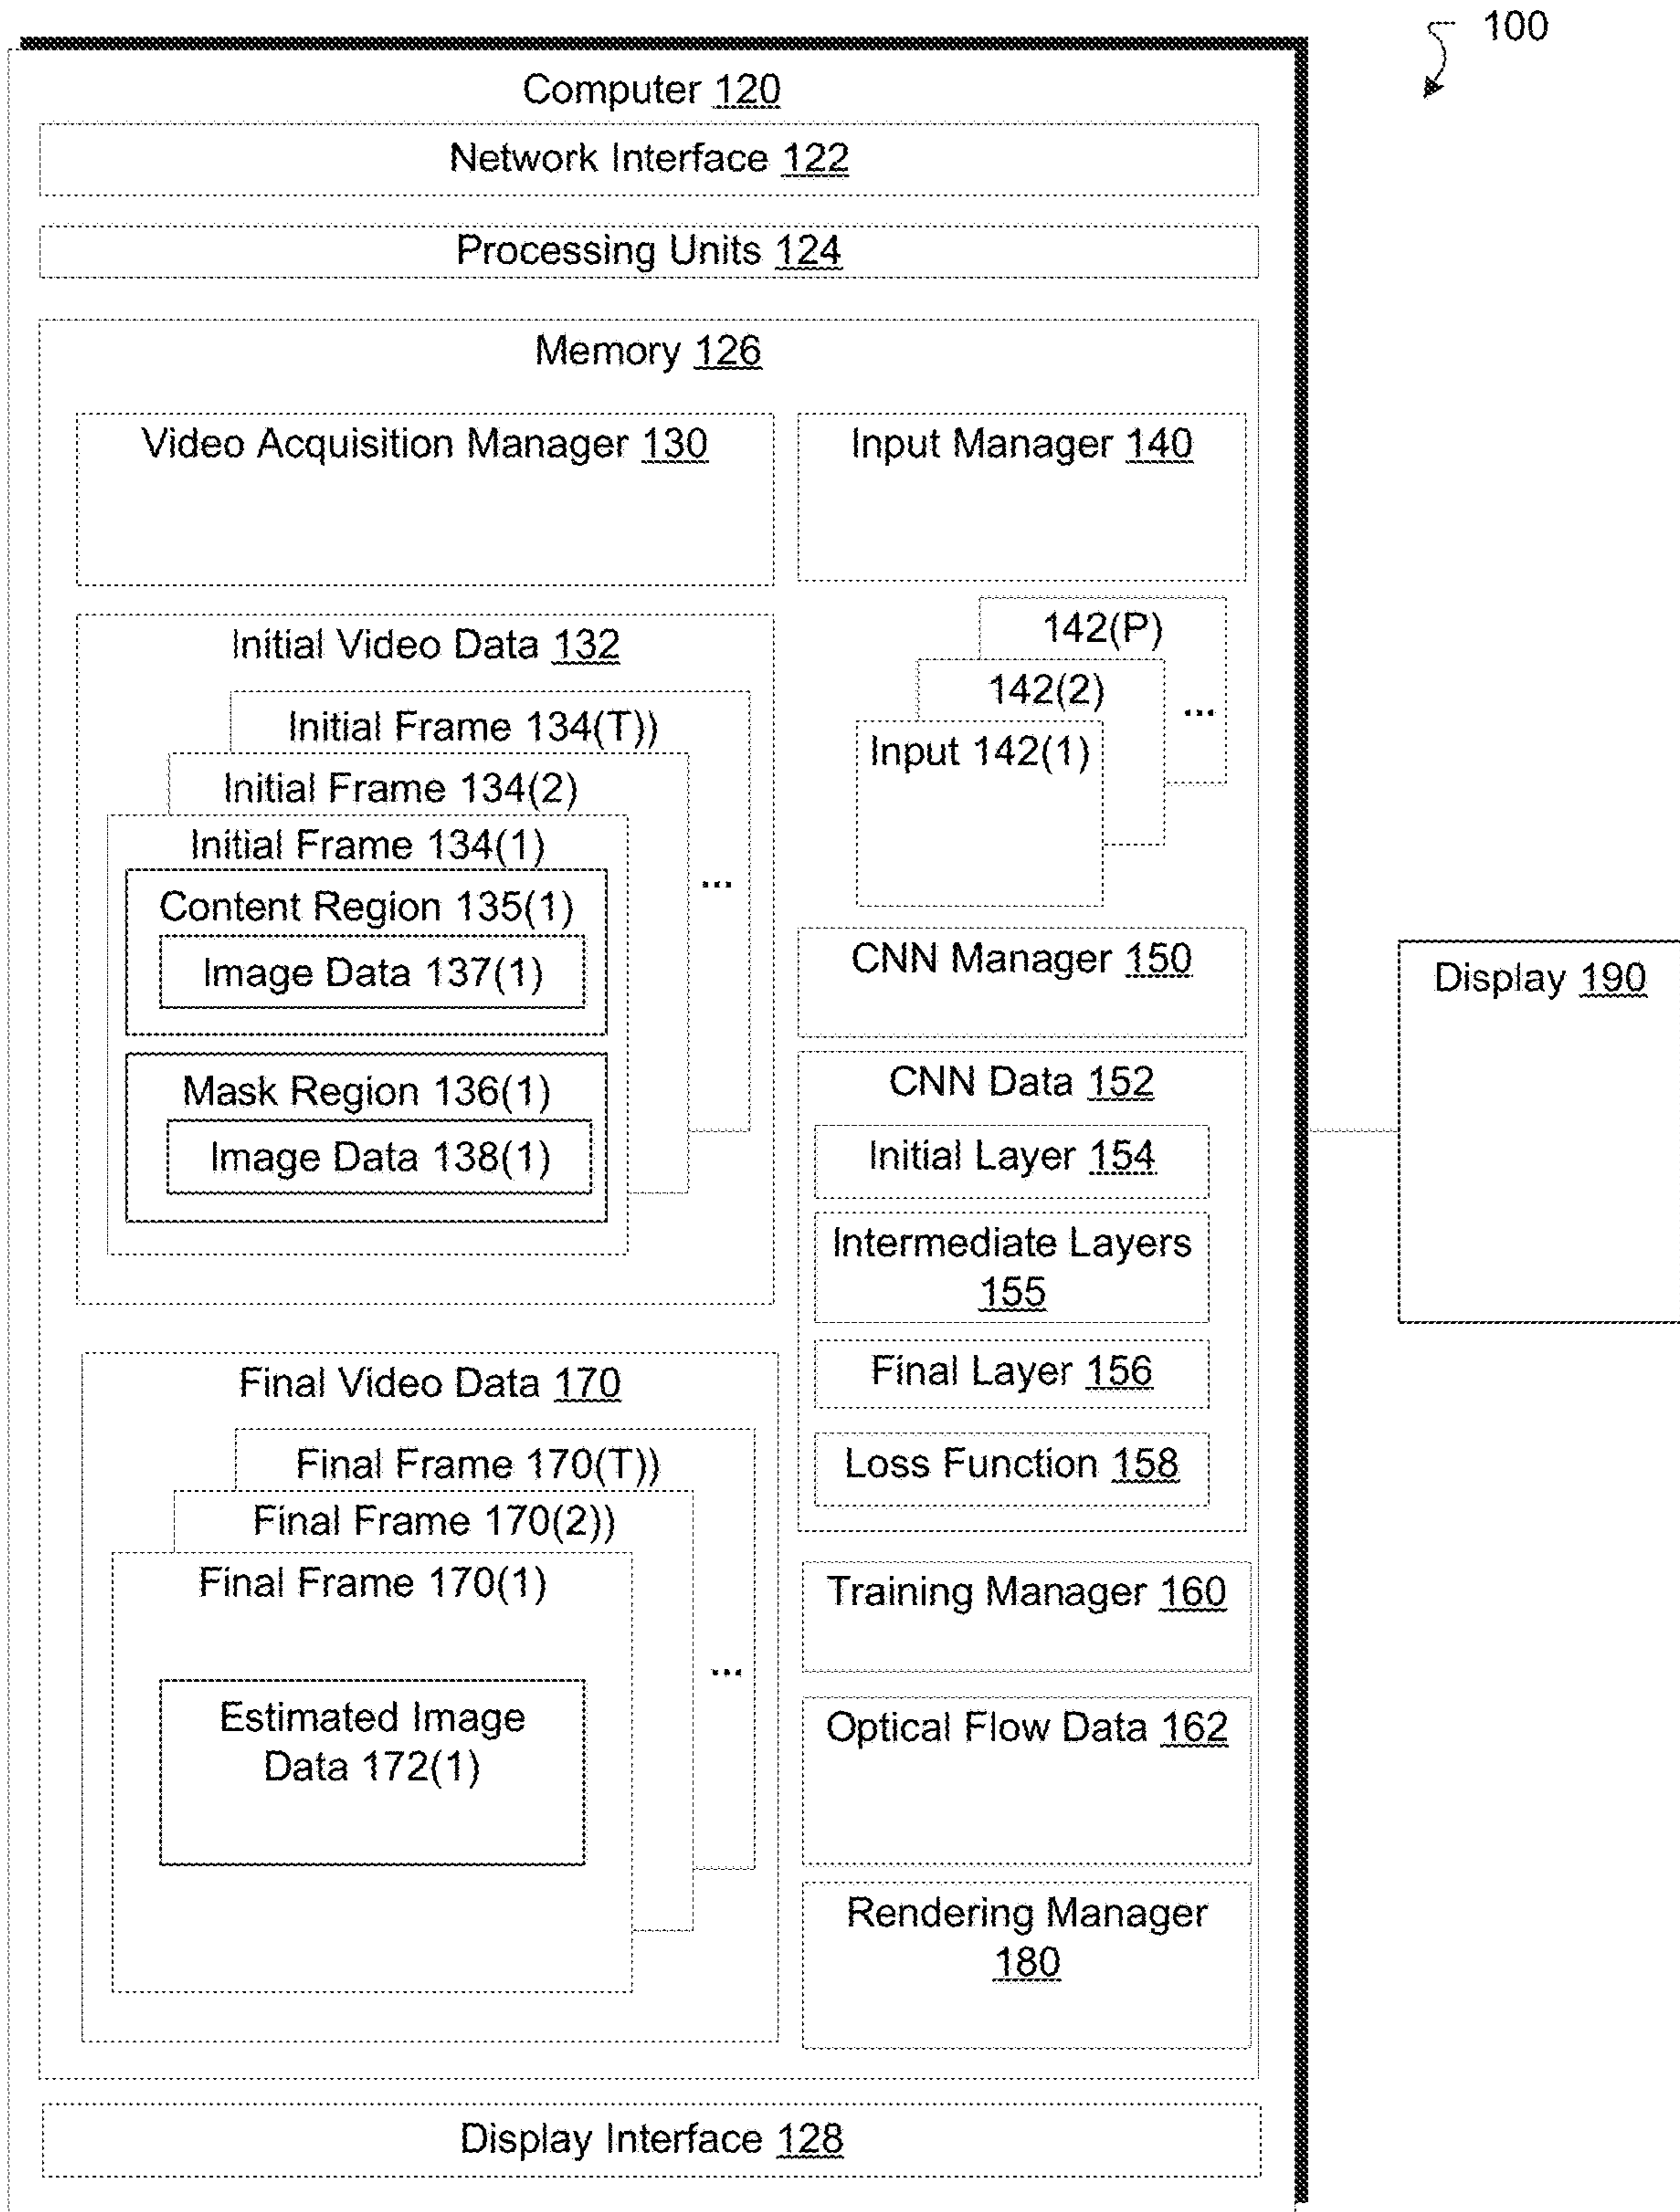 100
Computer 120
Network Interface 122
Processing Units 124
Memory 126
Video Acquisition Manager 130
Initial Video Data 132
Initial Frame 134(T))
Initial Frame 134(2)
Initial Frame 134(1)
Content Region 135(1)
Image Data 137(1)
Mask Region 136(1)
Image Data 138(1)
...
Final Video Data 170
Final Frame 170(T))
Final Frame 170(2))
Final Frame 170(1)
Estimated Image
Data 172(1)
...
Input Manager 140
142(P)
142(2)
Input 142(1)
...
CNN Manager 150
CNN Data 152
Initial Layer 154
Intermediate Layers
155
Final Layer 156
Loss Function 158
Training Manager 160
Optical Flow Data 162
Rendering Manager
180
Display Interface 128
Display 190